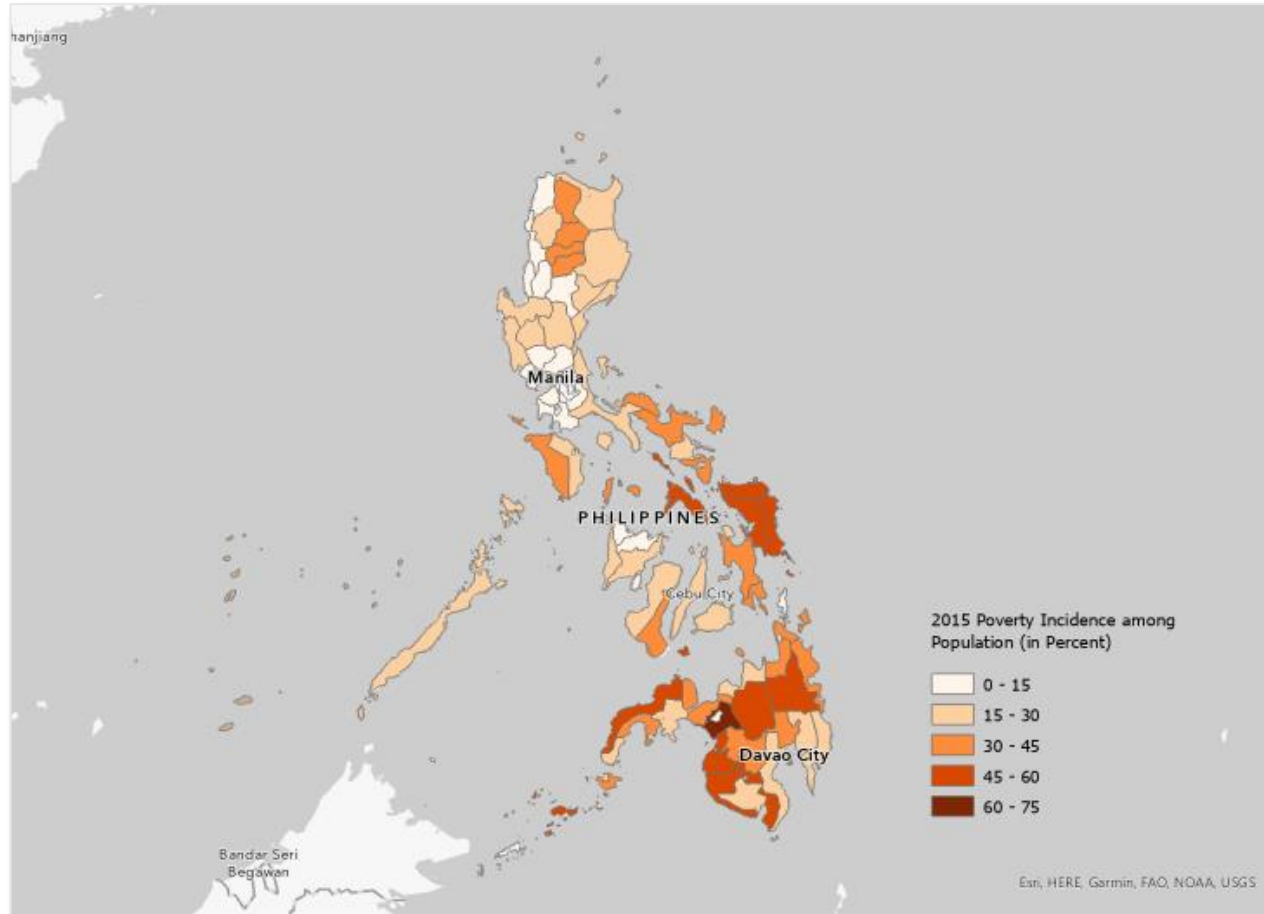 hanjiang
Manila
PHILIPPINES
Cebu City
Davao City
2015 Poverty Incidence among
Population (in Percent)
0 - 15
15 - 30
30 - 45
45 - 60
60 - 75
Bandar Seri
Begawan
Esri, HERE, Garmin, FAO, NOAA, USGS